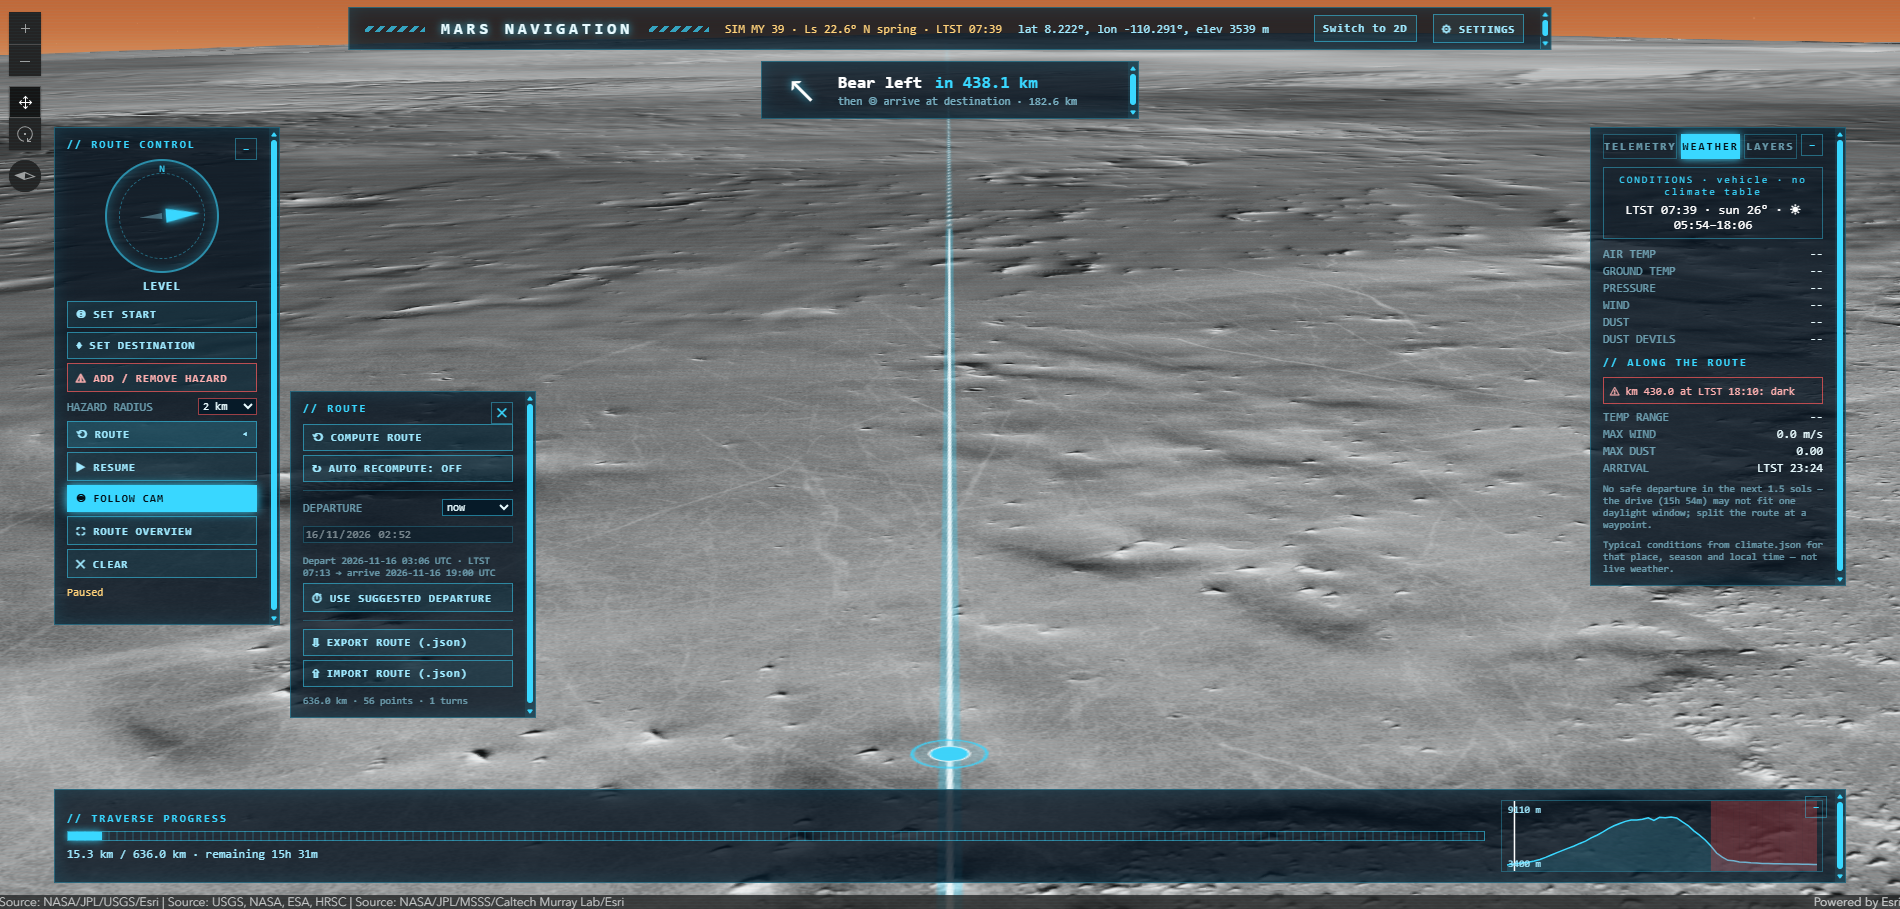 MARS NAVIGATION
SIM MY 39 · Ls 22.6° N spring · LTST 07:39
lat 8.222°, lon -110.291°, elev 3539 m
Switch to 2D
SETTINGS
Bear left in 438.1 km
then ◎ arrive at destination · 182.6 km
// ROUTE CONTROL
N
LEVEL
SET START
SET DESTINATION
ADD / REMOVE HAZARD
HAZARD RADIUS 2 km
ROUTE
RESUME
FOLLOW CAM
ROUTE OVERVIEW
CLEAR
Paused
// ROUTE
COMPUTE ROUTE
AUTO RECOMPUTE: OFF
DEPARTURE now
16/11/2026 02:52
Depart 2026-11-16 03:06 UTC · LTST
07:13 → arrive 2026-11-16 19:00 UTC
USE SUGGESTED DEPARTURE
EXPORT ROUTE (.json)
IMPORT ROUTE (.json)
636.0 km · 56 points · 1 turns
TELEMETRY WEATHER LAYERS
CONDITIONS · vehicle · no
climate table
LTST 07:39 · sun 26° · ☀
05:54–18:06
AIR TEMP --
GROUND TEMP --
PRESSURE --
WIND --
DUST --
DUST DEVILS --
// ALONG THE ROUTE
⚠ km 430.0 at LTST 18:10: dark
TEMP RANGE --
MAX WIND 0.0 m/s
MAX DUST 0.00
ARRIVAL LTST 23:24
No safe departure in the next 1.5 sols —
the drive (15h 54m) may not fit one
daylight window; split the route at a
waypoint.
Typical conditions from climate.json for
that place, season and local time — not
live weather.
// TRAVERSE PROGRESS
15.3 km / 636.0 km · remaining 15h 31m
9110 m
3400 m
Source: NASA/JPL/USGS/Esri | Source: USGS, NASA, ESA, HRSC | Source: NASA/JPL/MSSS/Caltech Murray Lab/Esri
Powered by Esri